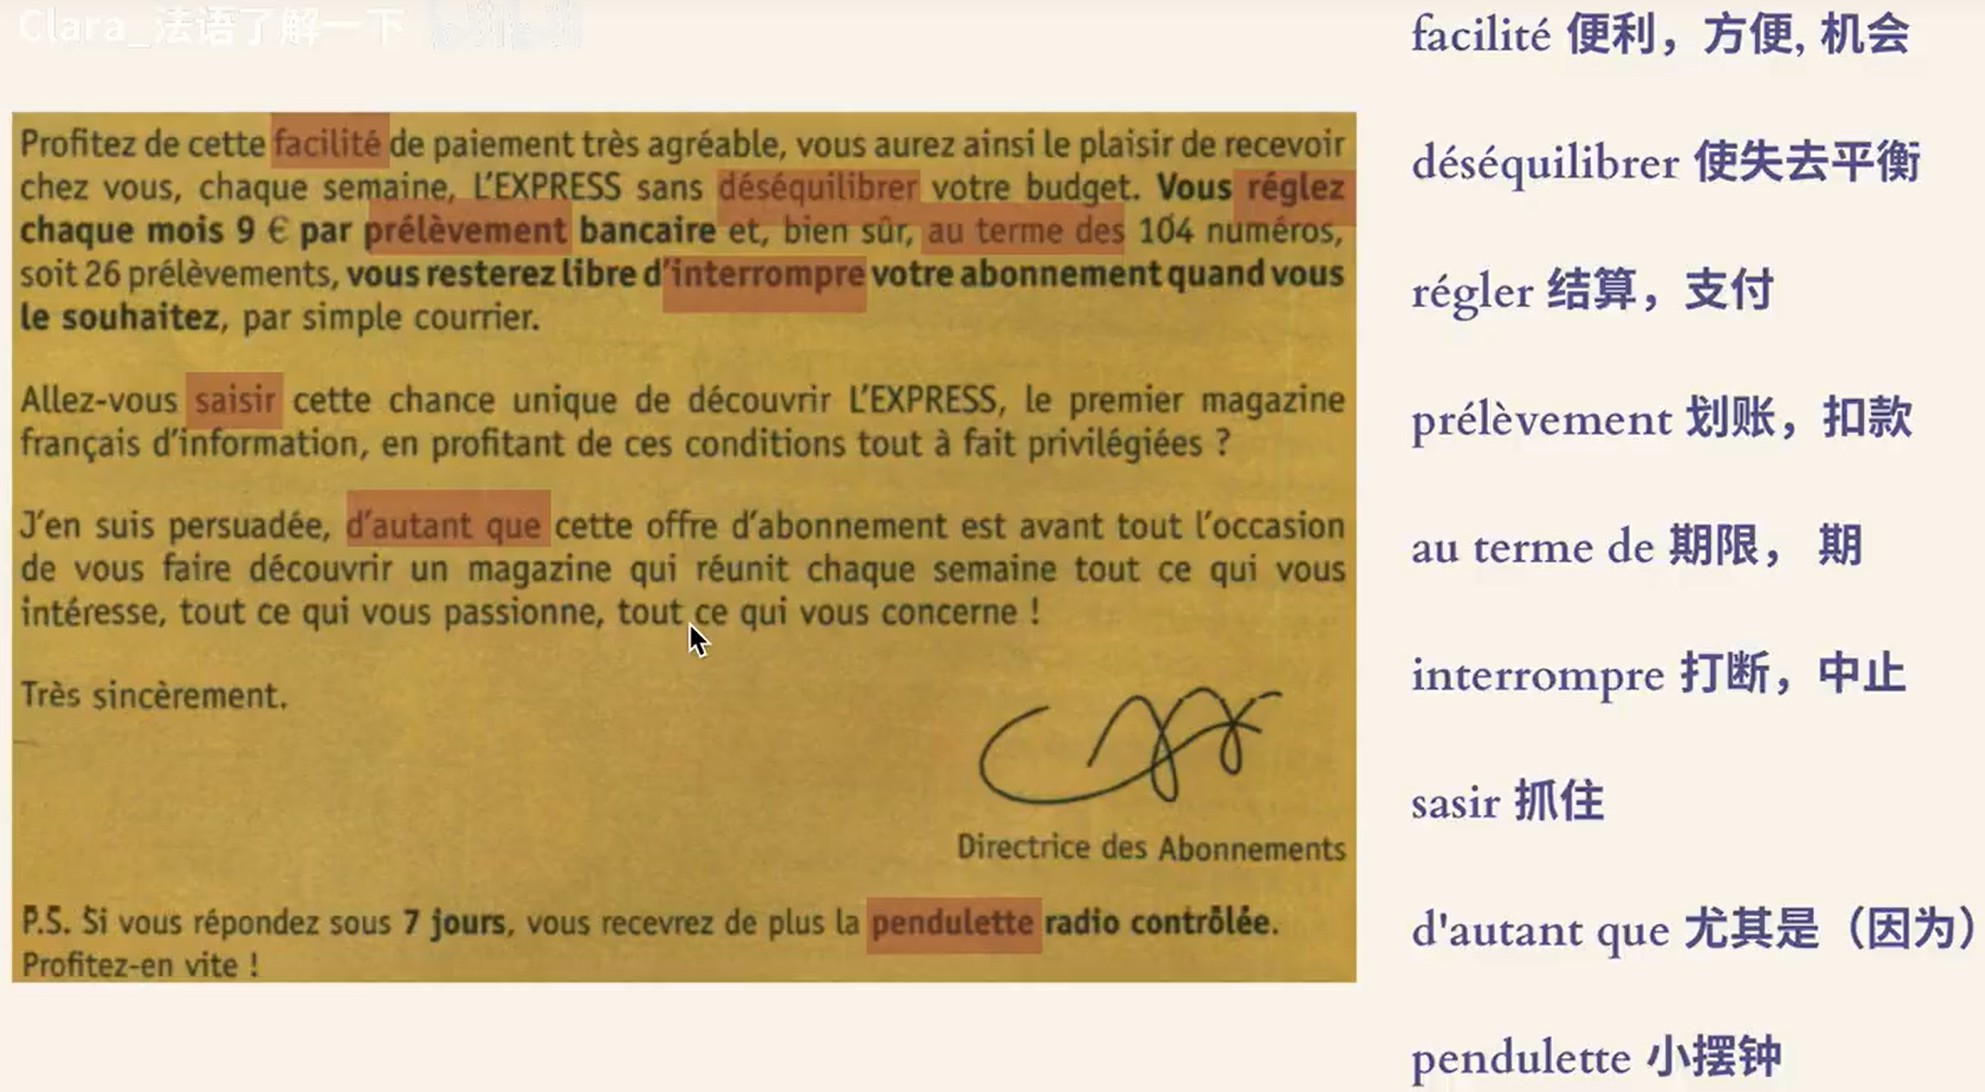 Clara_法语了解一下
Profitez de cette facilité de paiement très agréable, vous aurez ainsi le plaisir de recevoir
chez vous, chaque semaine, L'EXPRESS sans déséquilibrer votre budget. Vous réglez
chaque mois 9 € par prélèvement bancaire et, bien sûr, au terme des 104 numéros,
soit 26 prélèvements, vous resterez libre d'interrompre votre abonnement quand vous
le souhaitez, par simple courrier.
Allez-vous saisir cette chance unique de découvrir L'EXPRESS, le premier magazine
français d'information, en profitant de ces conditions tout à fait privilégiées ?
J'en suis persuadée, d'autant que cette offre d'abonnement est avant tout l'occasion
de vous faire découvrir un magazine qui réunit chaque semaine tout ce qui vous
intéresse, tout ce qui vous passionne, tout ce qui vous concerne !
Très sincèrement.
Directrice des Abonnements
P.S. Si vous répondez sous 7 jours, vous recevrez de plus la pendulette radio contrôlée.
Profitez-en vite !
facilité 便利，方便, 机会
déséquilibrer 使失去平衡
régler 结算，支付
prélèvement 划账，扣款
au terme de 期限， 期
interrompre 打断，中止
sasir 抓住
d'autant que 尤其是（因为）
pendulette 小摆钟